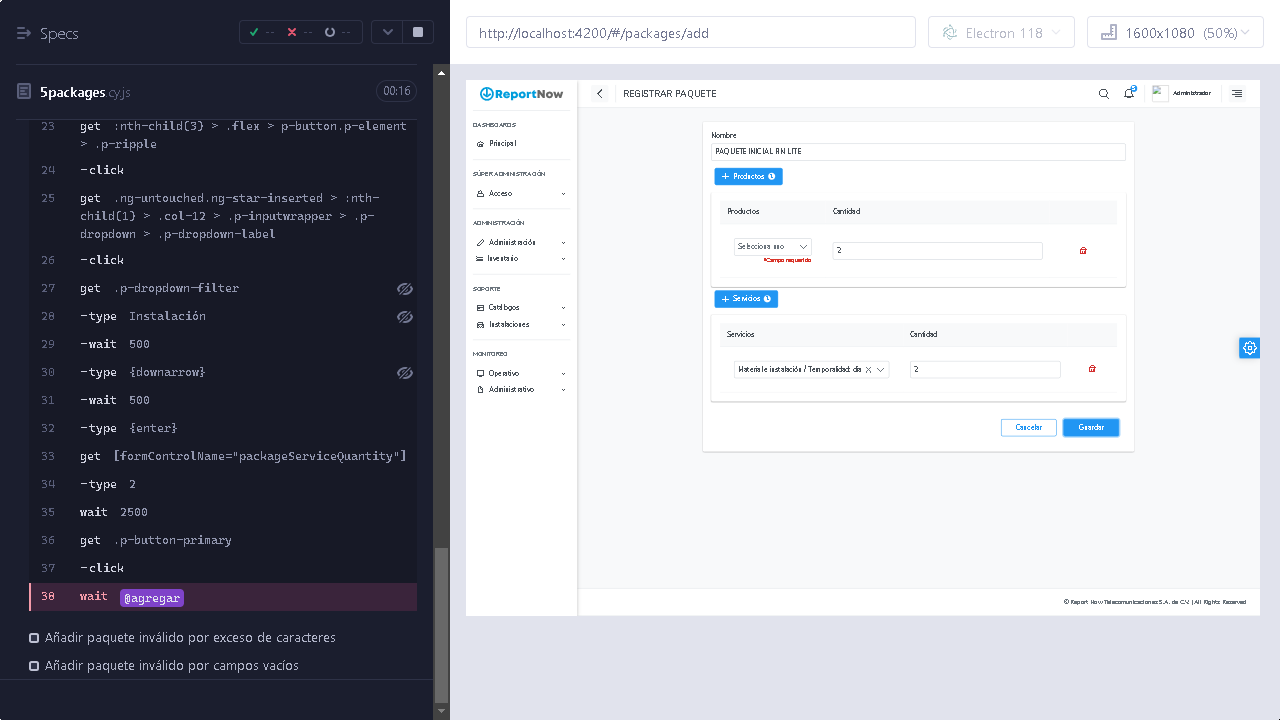 Specs
-- -- --
5packages.cy.js
00:16
23 get :nth-child(3) > .flex > p-button.p-element
> .p-ripple
24 -click
25 get .ng-untouched.ng-star-inserted > :nth-
child(1) > .col-12 > .p-inputwrapper > .p-
dropdown > .p-dropdown-label
26 -click
27 get .p-dropdown-filter
28 -type Instalación
29 -wait 500
30 -type {downarrow}
31 -wait 500
32 -type {enter}
33 get [formControlName="packageServiceQuantity"]
34 -type 2
35 wait 2500
36 get .p-button-primary
37 -click
38 wait @agregar
Añadir paquete inválido por exceso de caracteres
Añadir paquete inválido por campos vacíos
http://localhost:4200/#/packages/add
Electron 118
1600x1080 (50%)
ReportNow
DASHBOARDS
Principal
SÚPER ADMINISTRACIÓN
Acceso
ADMINISTRACIÓN
Administración
Inventario
SOPORTE
Catálogos
Instalaciones
MONITOREO
Operativo
Administrativo
REGISTRAR PAQUETE
Administrador
Nombre
PAQUETE INICIAL RN LITE
+ Productos
Productos Cantidad
Selecciona uno
2
*Campo requerido
+ Servicios
Servicios Cantidad
Material e instalación / Temporalidad: dia
2
Cancelar
Guardar
© Report Now Telecomunicaciones S.A. de C.V. | All Rights Reserved